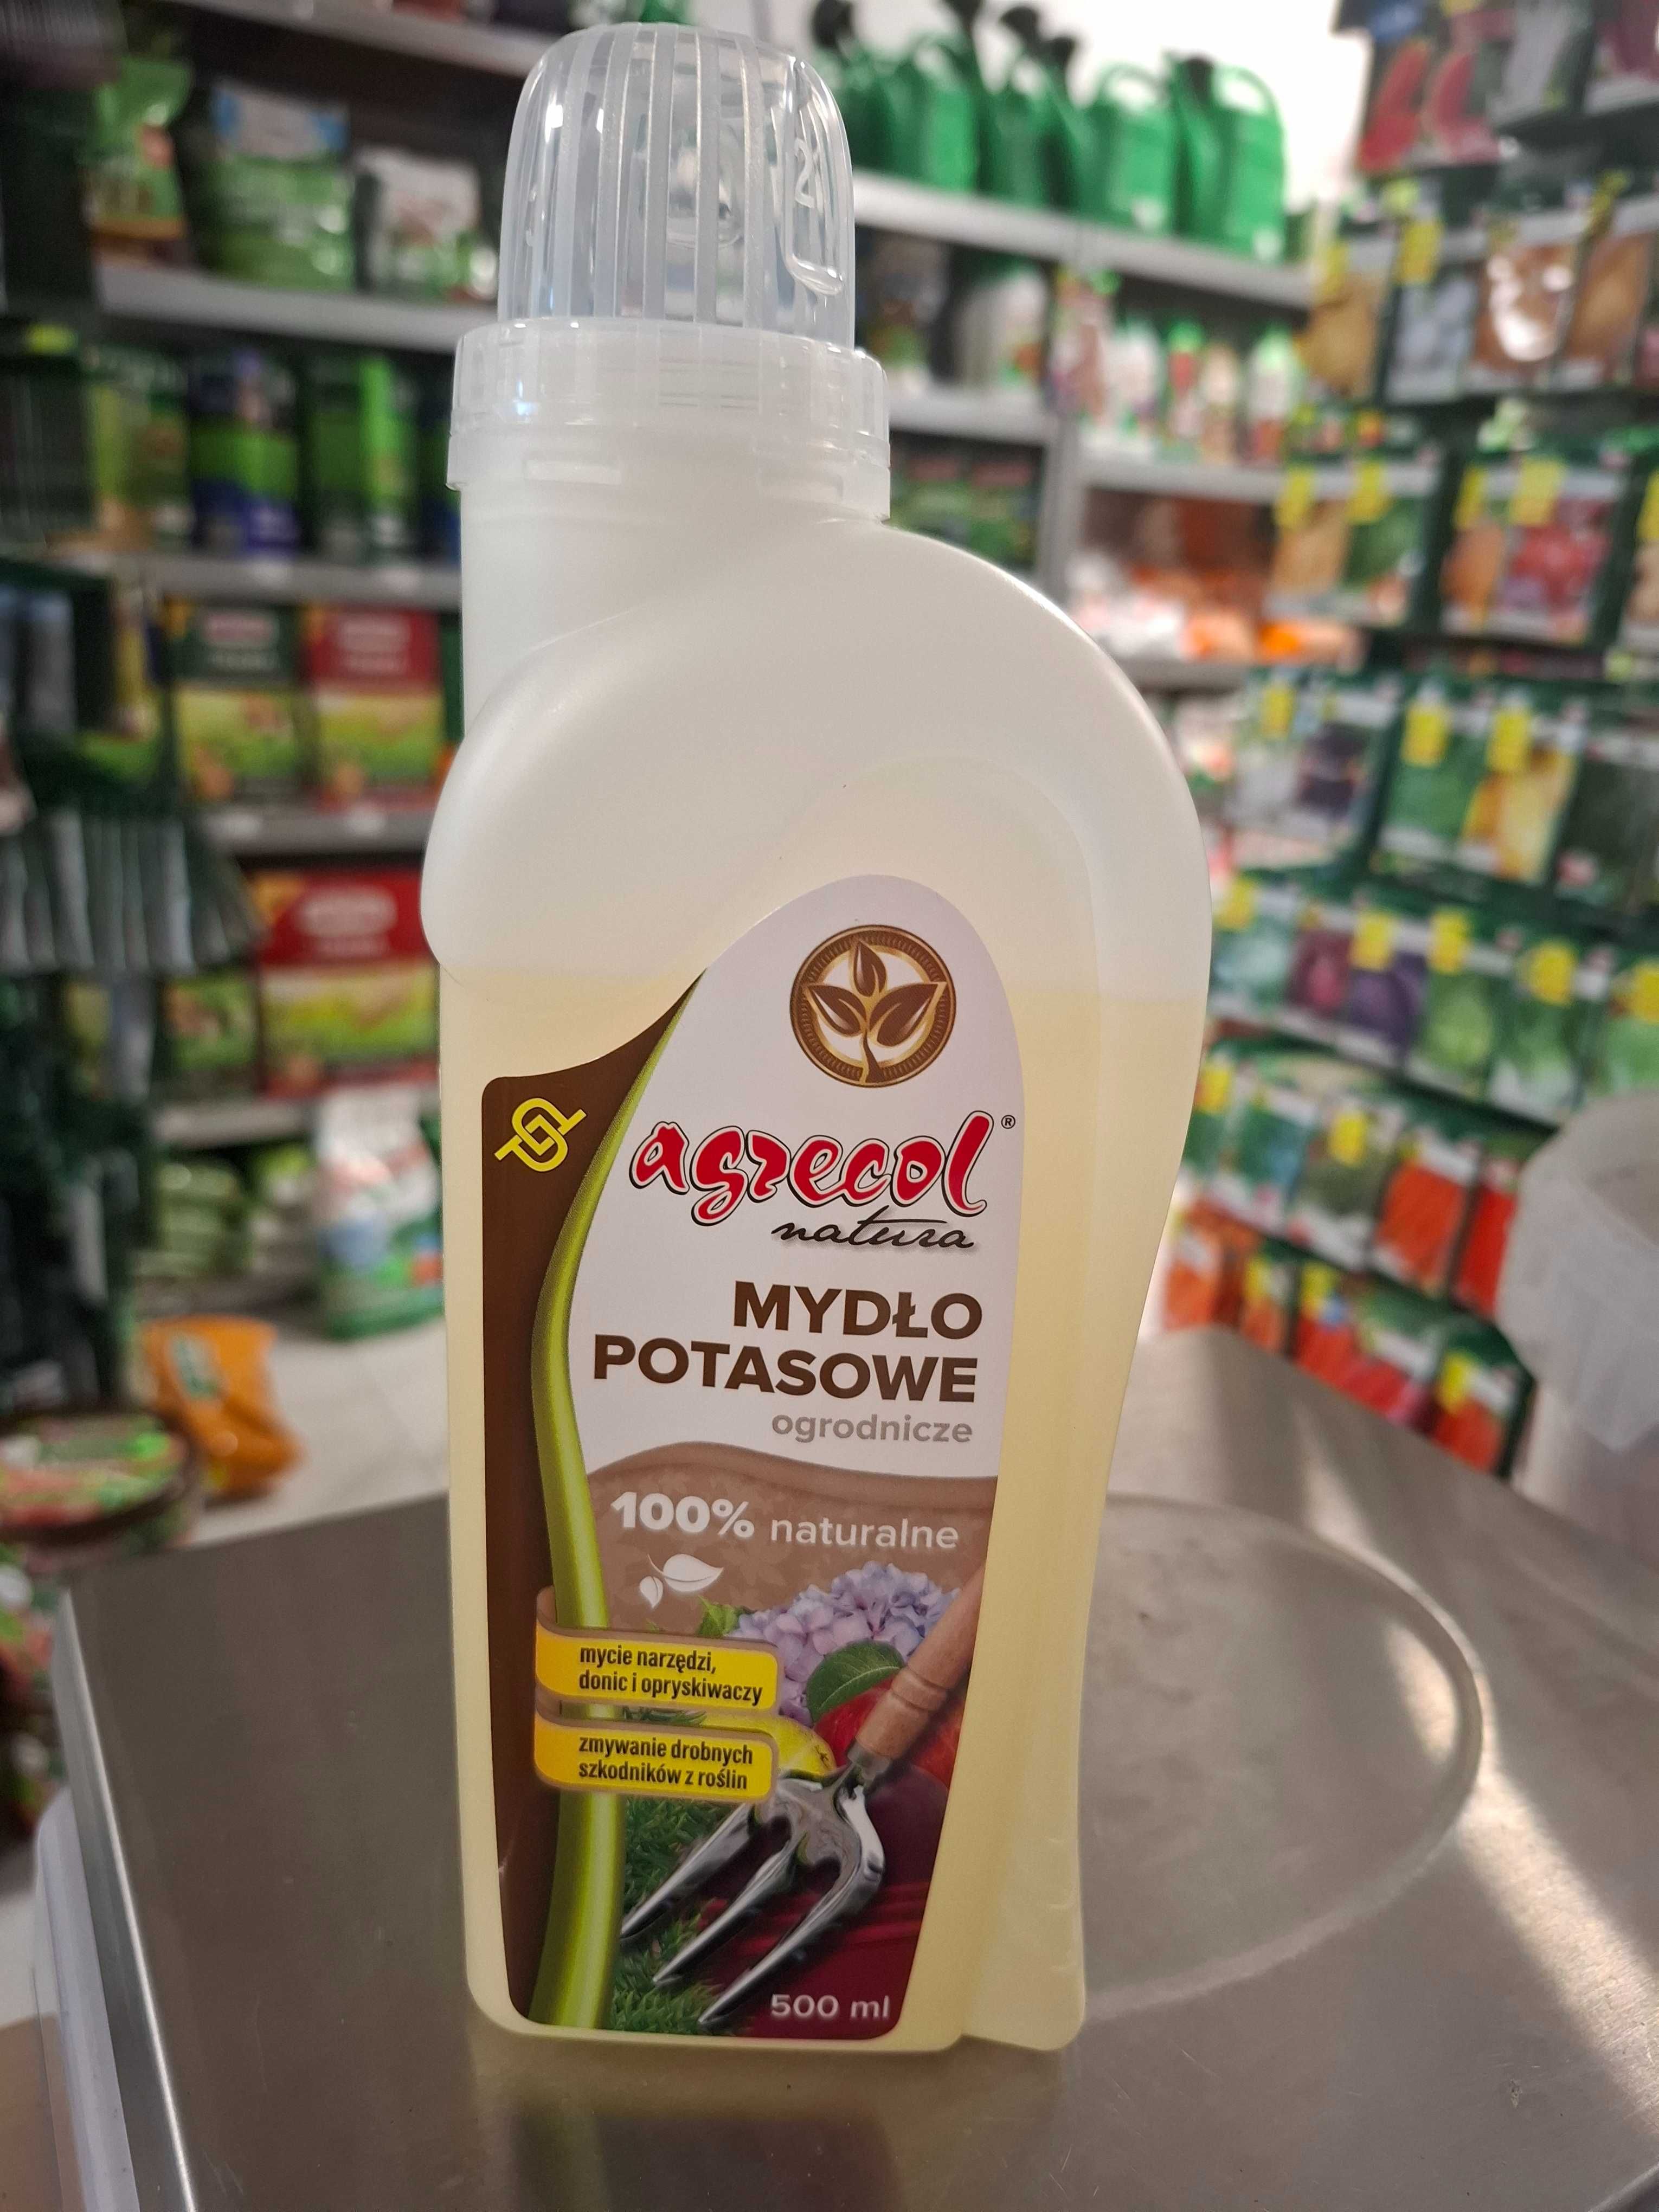 agrecol®
natura
MYDŁO
POTASOWE
ogrodnicze
100% naturalne
mycie narzędzi,
donic i opryskiwaczy
zmywanie drobnych
szkodników z roślin
500 ml